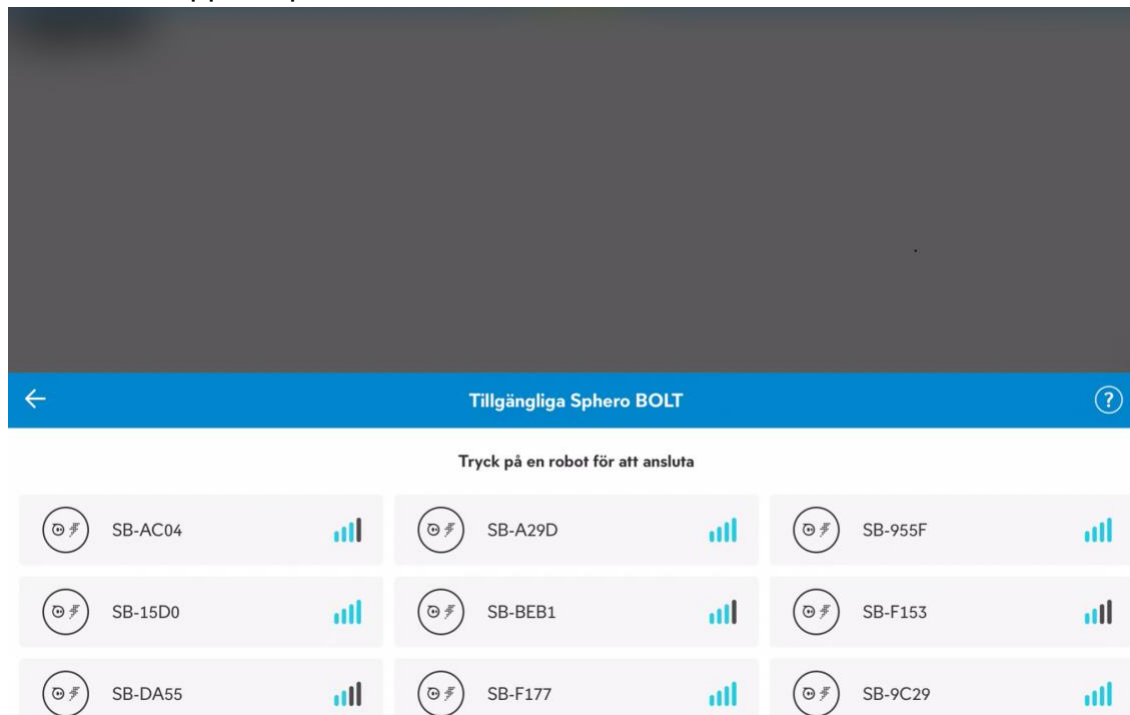 Tillgängliga Sphero BOLT
?
Tryck på en robot för att ansluta
SB-AC04
SB-A29D
SB-955F
SB-15D0
SB-BEB1
SB-F153
SB-DA55
SB-F177
SB-9C29